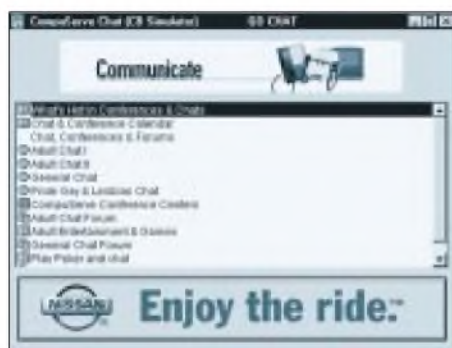 CompuServe Chat (CB Simulator) GO CHAT
Communicate
What's Hot in Conferences & Chats
Chat & Conference Calendar
Chat, Conferences & Forums
Adult Chat I
Adult Chat II
General Chat
Pride Gay & Lesbian Chat
CompuServe Conference Centers
Adult Chat Forum
Adult Entertainment & Games
General Chat Forum
Play Poker and chat
NISSAN Enjoy the ride.™